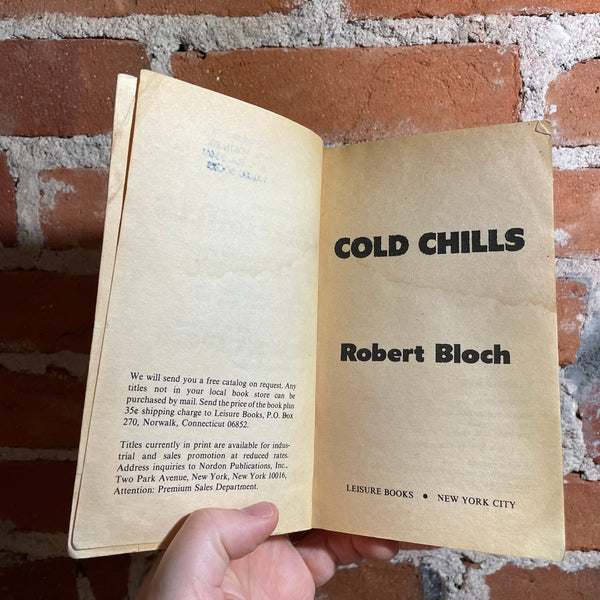 We will send you a free catalog on request. Any
titles not in your local book store can be
purchased by mail. Send the price of the book plus
35¢ shipping charge to Leisure Books, P.O. Box
270, Norwalk, Connecticut 06852.
Titles currently in print are available for indus-
trial and sales promotion at reduced rates.
Address inquiries to Nordon Publications, Inc.,
Two Park Avenue, New York, New York 10016,
Attention: Premium Sales Department.
COLD CHILLS
Robert Bloch
LEISURE BOOKS • NEW YORK CITY